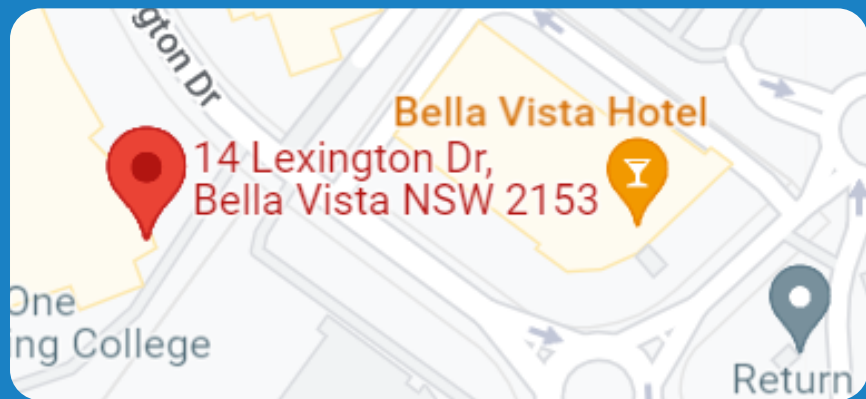 gton Dr
Bella Vista Hotel
14 Lexington Dr,
Bella Vista NSW 2153
One
ing College
Return